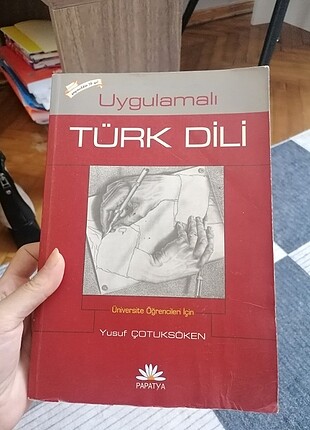 Uygulamalı
TÜRK DİLİ
Üniversite Öğrencileri İçin
Yusuf ÇOTUKSÖKEN
PAPATYA